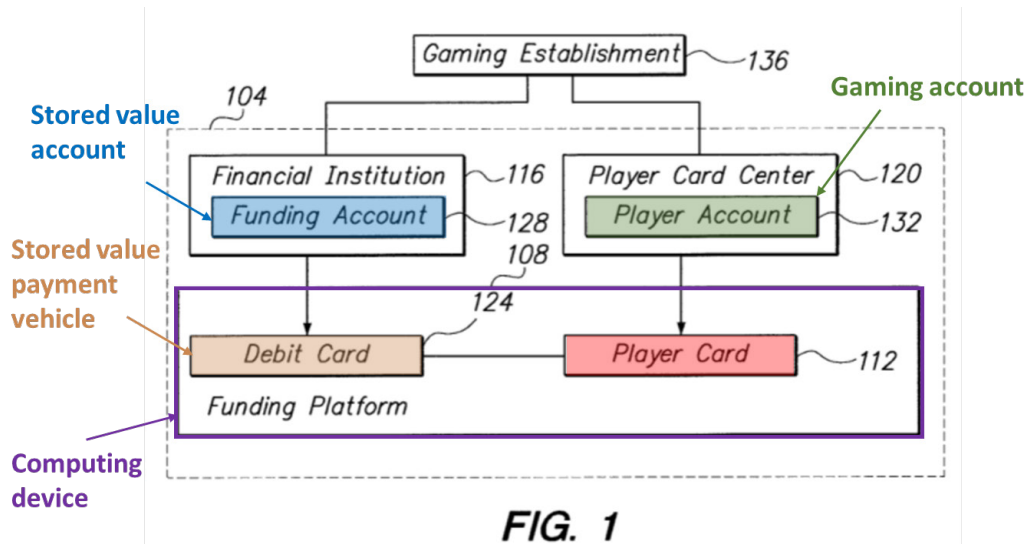 Gaming Establishment
136
Gaming account
104
Stored value
account
Financial Institution
116
Player Card Center
120
Funding Account
128
Player Account
132
108
Stored value
payment
vehicle
124
Debit Card
Player Card
112
Funding Platform
Computing
device
FIG. 1